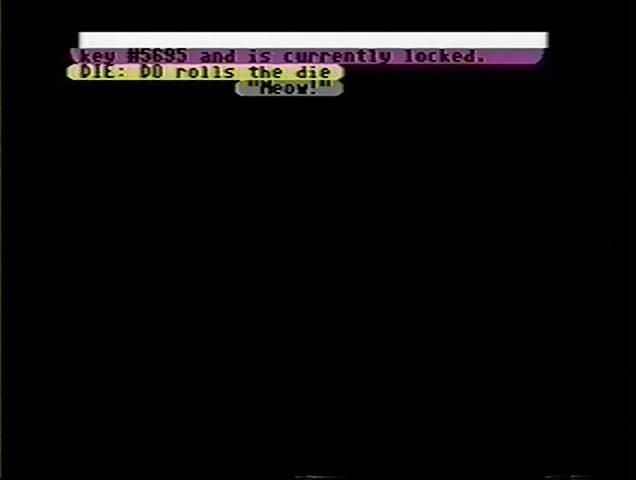 key #5695 and is currently locked.
DIE: DO rolls the die
"Meow!"